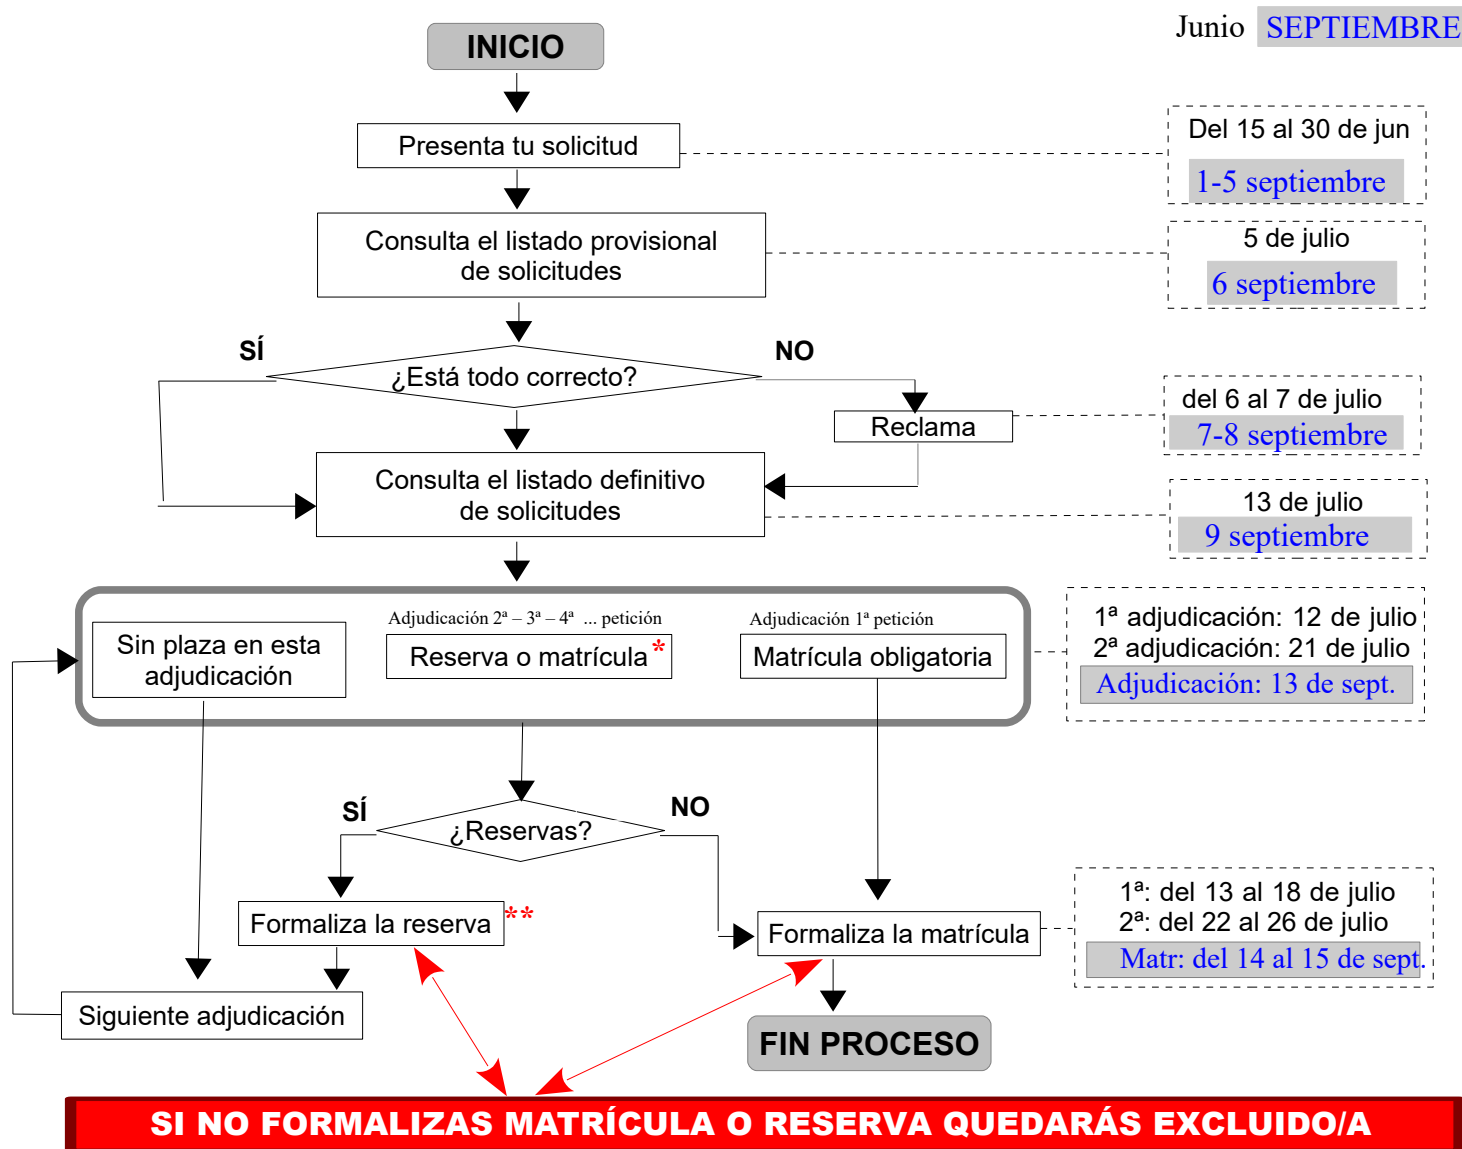 Junio SEPTIEMBRE
INICIO
Presenta tu solicitud
Del 15 al 30 de jun
1-5 septiembre
Consulta el listado provisional
de solicitudes
5 de julio
6 septiembre
SÍ
NO
¿Está todo correcto?
Reclama
del 6 al 7 de julio
7-8 septiembre
Consulta el listado definitivo
de solicitudes
13 de julio
9 septiembre
Sin plaza en esta
adjudicación
Adjudicación 2ª – 3ª – 4ª ... petición
Reserva o matrícula *
Adjudicación 1ª petición
Matrícula obligatoria
1ª adjudicación: 12 de julio
2ª adjudicación: 21 de julio
Adjudicación: 13 de sept.
SÍ
NO
¿Reservas?
Formaliza la reserva **
Formaliza la matrícula
1ª: del 13 al 18 de julio
2ª: del 22 al 26 de julio
Matr: del 14 al 15 de sept.
Siguiente adjudicación
FIN PROCESO
SI NO FORMALIZAS MATRÍCULA O RESERVA QUEDARÁS EXCLUIDO/A